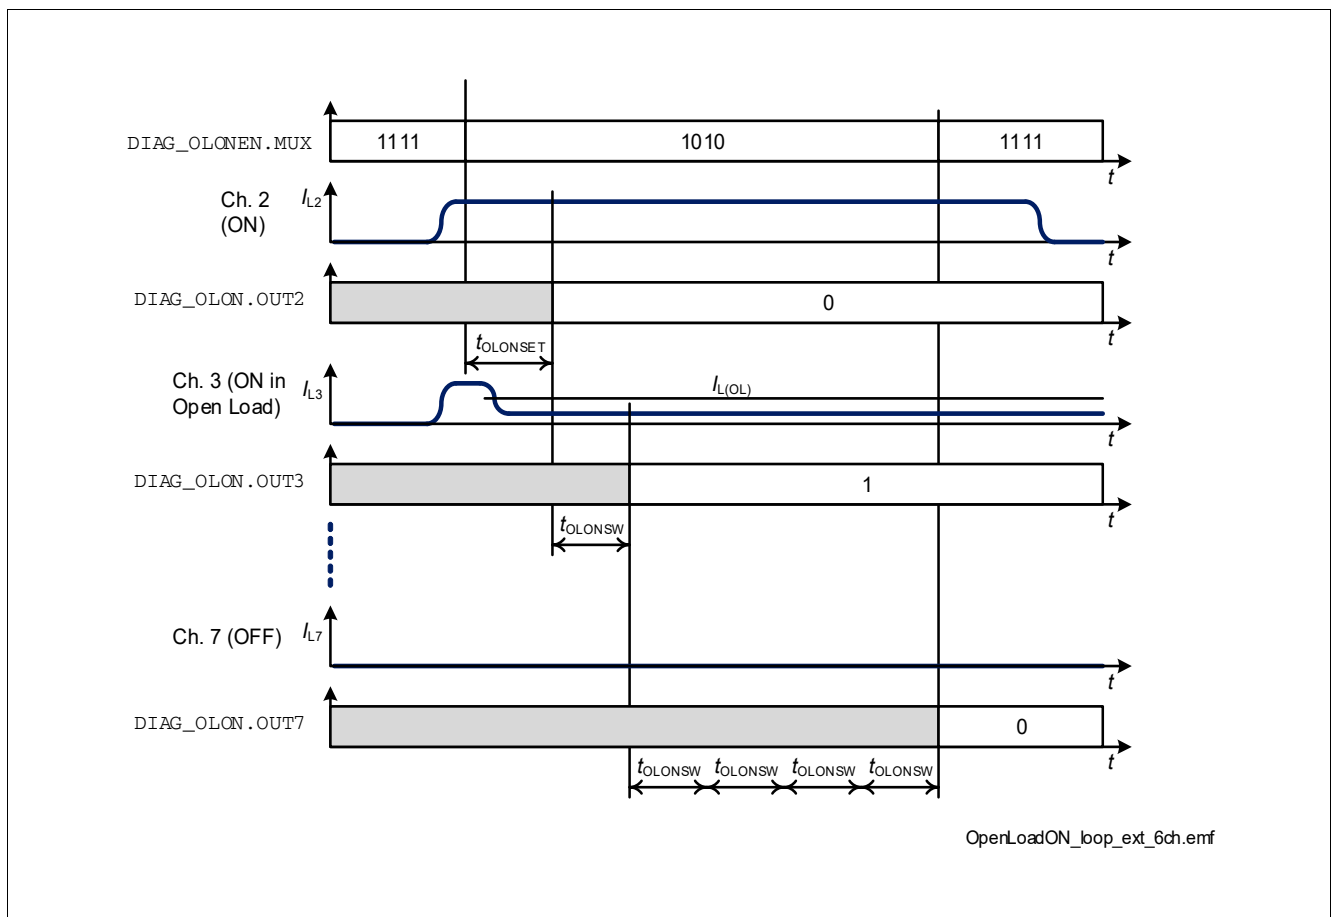 DIAG_OLONEN.MUX
1111
1010
1111
t
Ch. 2
(ON)
IL2
t
DIAG_OLON.OUT2
0
t
tOLONSET
Ch. 3 (ON in
Open Load)
IL3
IL(OL)
t
DIAG_OLON.OUT3
1
t
tOLONSW
Ch. 7 (OFF)
IL7
t
DIAG_OLON.OUT7
0
t
tOLONSW tOLONSW tOLONSW tOLONSW
OpenLoadON_loop_ext_6ch.emf